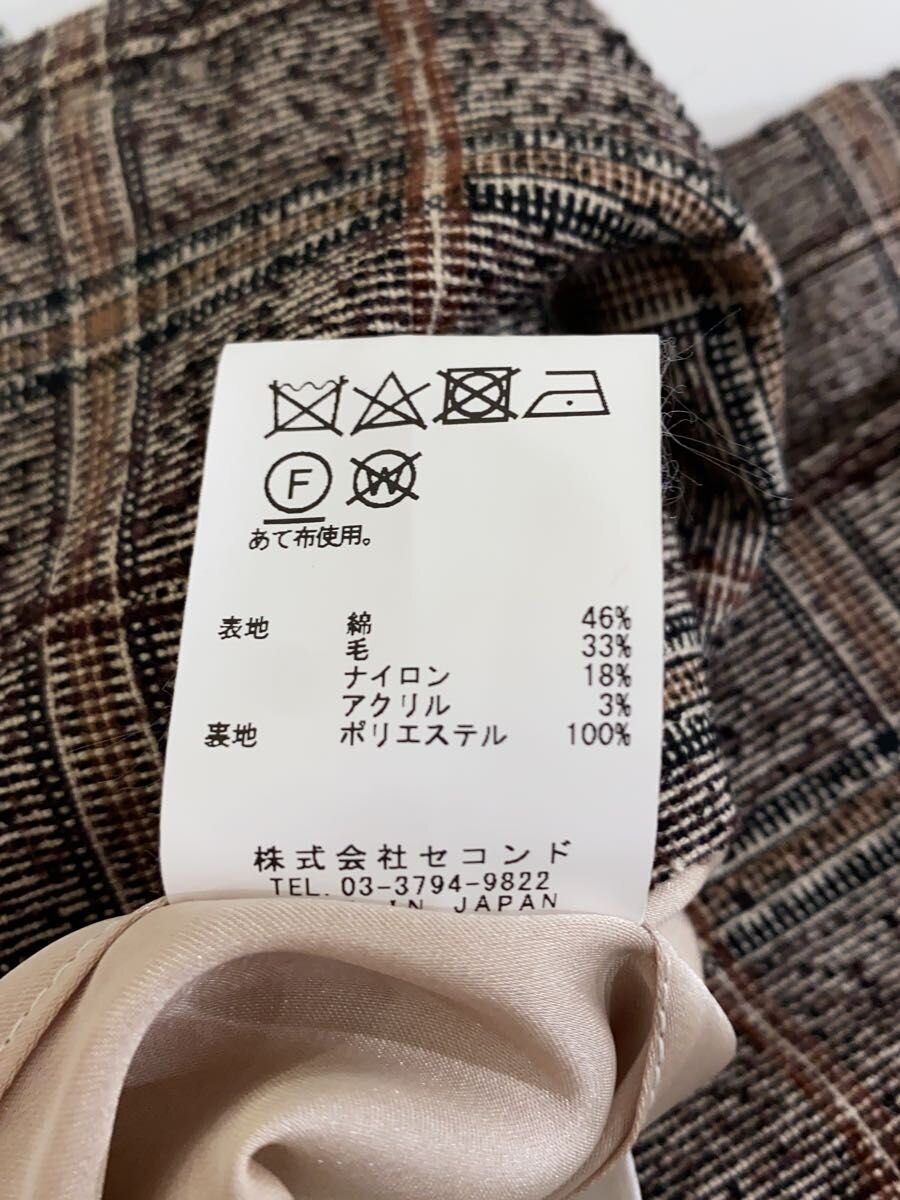 F W
あて布使用。
表地 綿 46%
毛 33%
ナイロン 18%
アクリル 3%
裏地 ポリエステル 100%
株式会社セコンド
TEL. 03-3794-9822
IN JAPAN